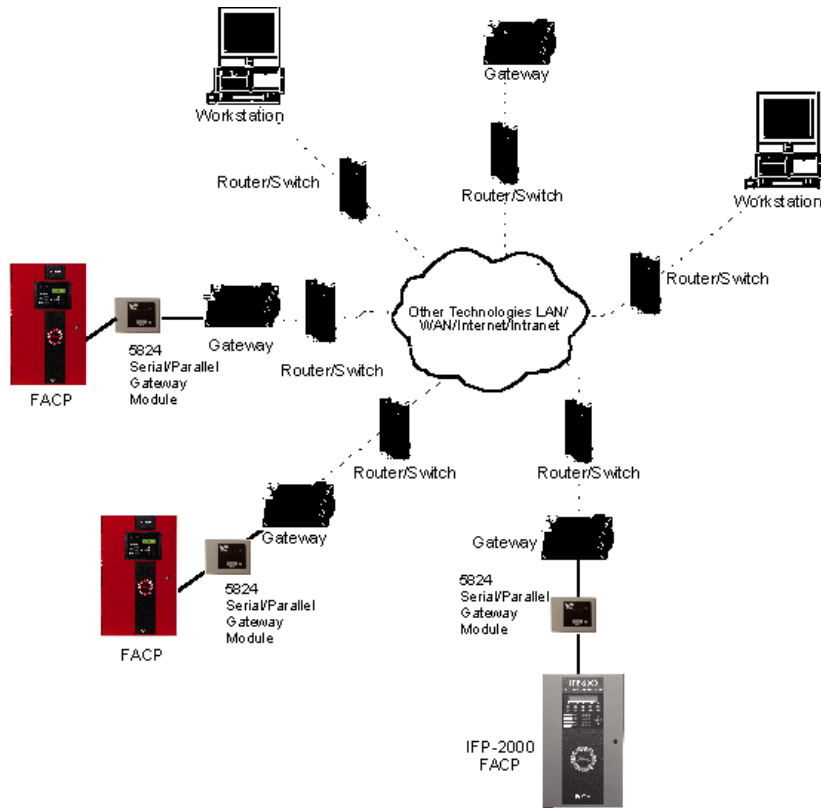 Gateway
Workstation
Router/Switch
Router/Switch
Workstation
Router/Switch
Other Technologies LAN/
WAN/Internet/Intranet
Gateway
5824
Serial/Parallel
Gateway
Module
Router/Switch
FACP
Router/Switch
Router/Switch
Gateway
Gateway
5824
Serial/Parallel
Gateway
Module
5824
Serial/Parallel
Gateway
Module
FACP
IFP-2000
FACP